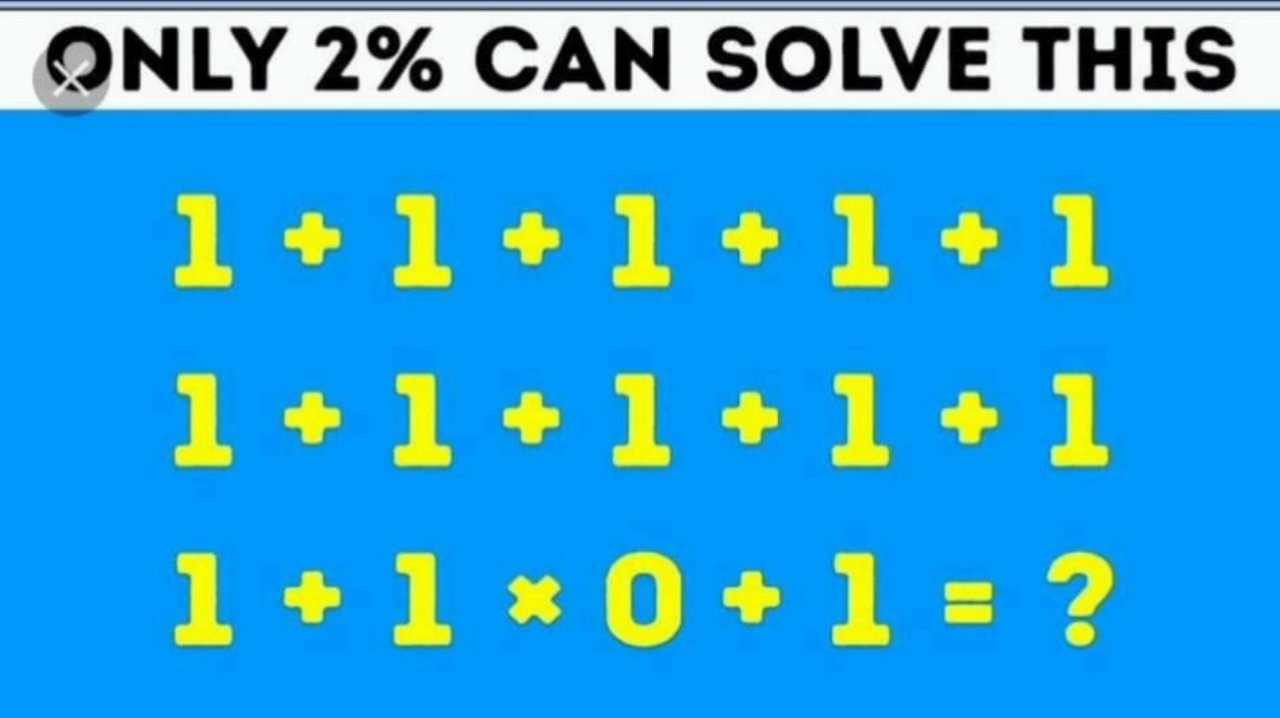 ONLY 2% CAN SOLVE THIS
1 + 1 + 1 + 1 + 1
1 + 1 + 1 + 1 + 1
1 + 1 × 0 + 1 = ?